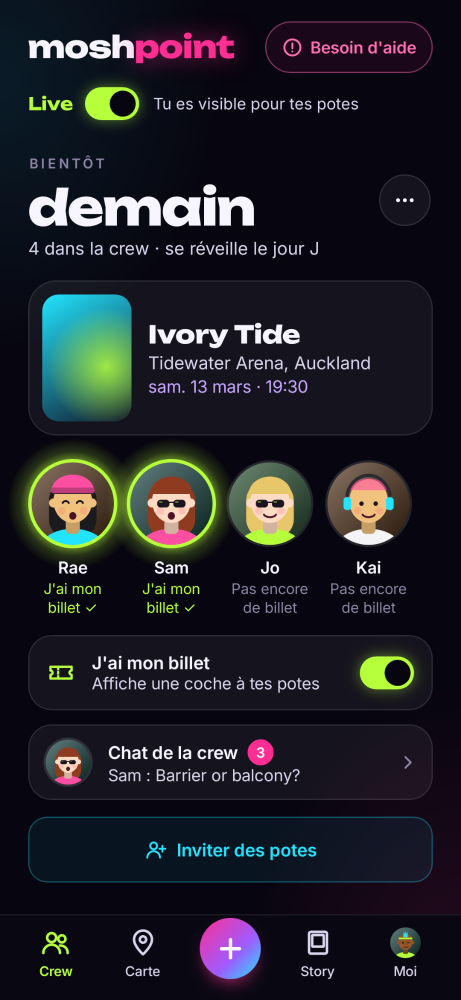 moshpoint
Besoin d'aide
Live
Tu es visible pour tes potes
BIENTÔT
demain
4 dans la crew · se réveille le jour J
Ivory Tide
Tidewater Arena, Auckland
sam. 13 mars · 19:30
Rae
J'ai mon
billet ✓
Sam
J'ai mon
billet ✓
Jo
Pas encore
de billet
Kai
Pas encore
de billet
J'ai mon billet
Affiche une coche à tes potes
Chat de la crew 3
Sam : Barrier or balcony?
Inviter des potes
Crew
Carte
Story
Moi